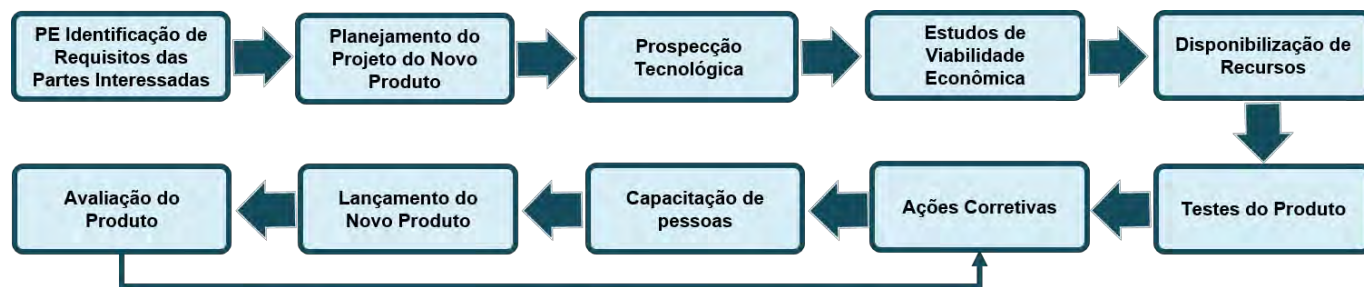 PE Identificação de
Requisitos das
Partes Interessadas
Planejamento do
Projeto do Novo
Produto
Prospecção
Tecnológica
Estudos de
Viabilidade
Econômica
Disponibilização de
Recursos
Avaliação do
Produto
Lançamento do
Novo Produto
Capacitação de
pessoas
Ações Corretivas
Testes do Produto